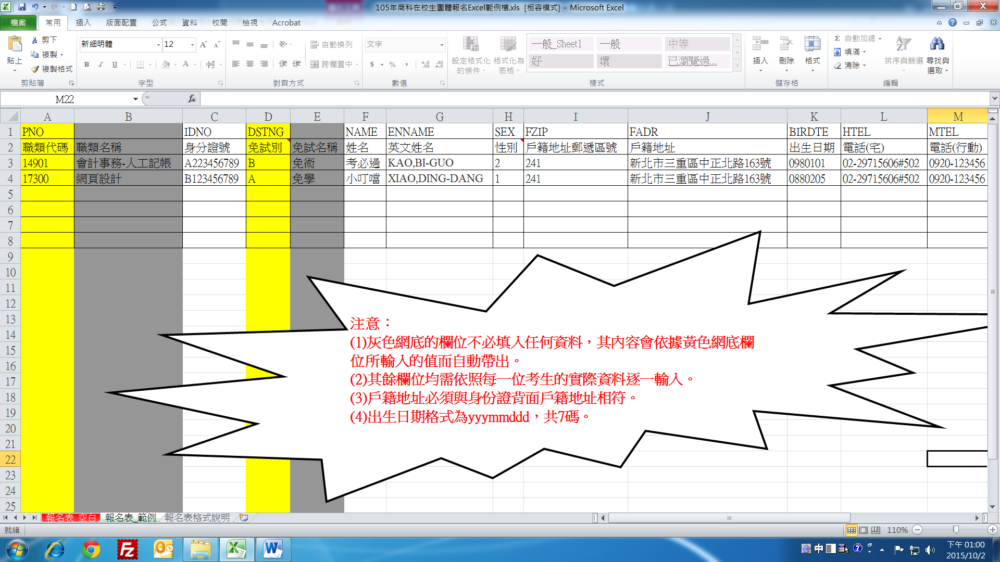 105年商科在校生團體報名Excel範例檔.xls [相容模式] - Microsoft Excel
檔案 常用 插入 版面配置 公式 資料 校閱 檢視 Acrobat
貼上 剪下 複製 複製格式 剪貼簿
新細明體 12 B I U 中 字型
自動換列 跨欄置中 對齊方式
文字 $ % , 數值
設定格式化的條件 格式化為表格 一般_Sheet1 一般 中等 好 壞 已瀏覽過... 樣式
插入 刪除 格式 儲存格
Σ 自動加總 填滿 清除 排序與篩選 尋找與選取 編輯
M22 fx
A B C D E F G H I J K L M
1 PNO IDNO DSTNG NAME ENNAME SEX FZIP FADR BIRDTE HTEL MTEL
2 職類代碼 職類名稱 身分證號 免試別 免試名稱 姓名 英文姓名 性別 戶籍地址郵遞區號 戶籍地址 出生日期 電話(宅) 電話(行動)
3 14901 會計事務-人工記帳 A223456789 B 免術 考必過 KAO,BI-GUO 2 241 新北市三重區中正北路163號 0980101 02-29715606#502 0920-123456
4 17300 網頁設計 B123456789 A 免學 小叮噹 XIAO,DING-DANG 1 241 新北市三重區中正北路163號 0880205 02-29715606#502 0920-123456
5
6
7
8
9
10
11
12
13
14
15
16
17
18
19
20
21
22
23
24
25
注意：
(1)灰色網底的欄位不必填入任何資料，其內容會依據黃色網底欄
位所輸入的值而自動帶出。
(2)其餘欄位均需依照每一位考生的實際資料逐一輸入。
(3)戶籍地址必須與身份證背面戶籍地址相符。
(4)出生日期格式為yyymmddd，共7碼。
報名表_空白 報名表_範例 報名表格式說明
就緒 110%
中 下午 01:00
2015/10/2